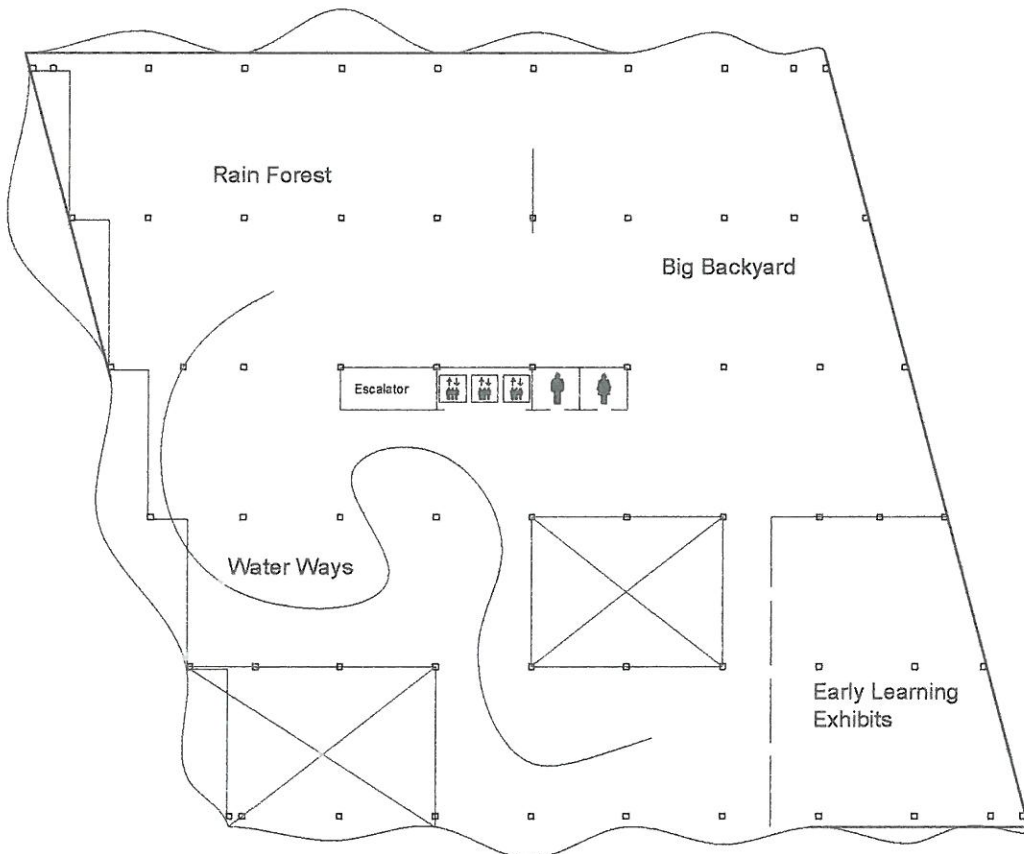 Rain Forest
Big Backyard
Escalator
Water Ways
Early Learning
Exhibits